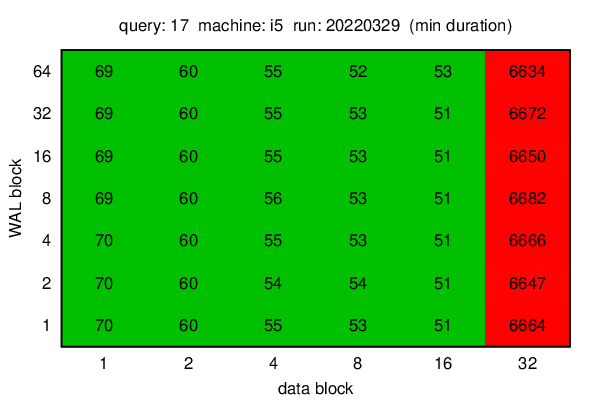 query: 17 machine: i5 run: 20220329 (min duration)
64 69 60 55 52 53 6634
32 69 60 55 53 51 6672
16 69 60 55 53 51 6650
8 69 60 56 53 51 6682
4 70 60 55 53 51 6666
2 70 60 54 54 51 6647
1 70 60 55 53 51 6664
WAL block
1 2 4 8 16 32
data block